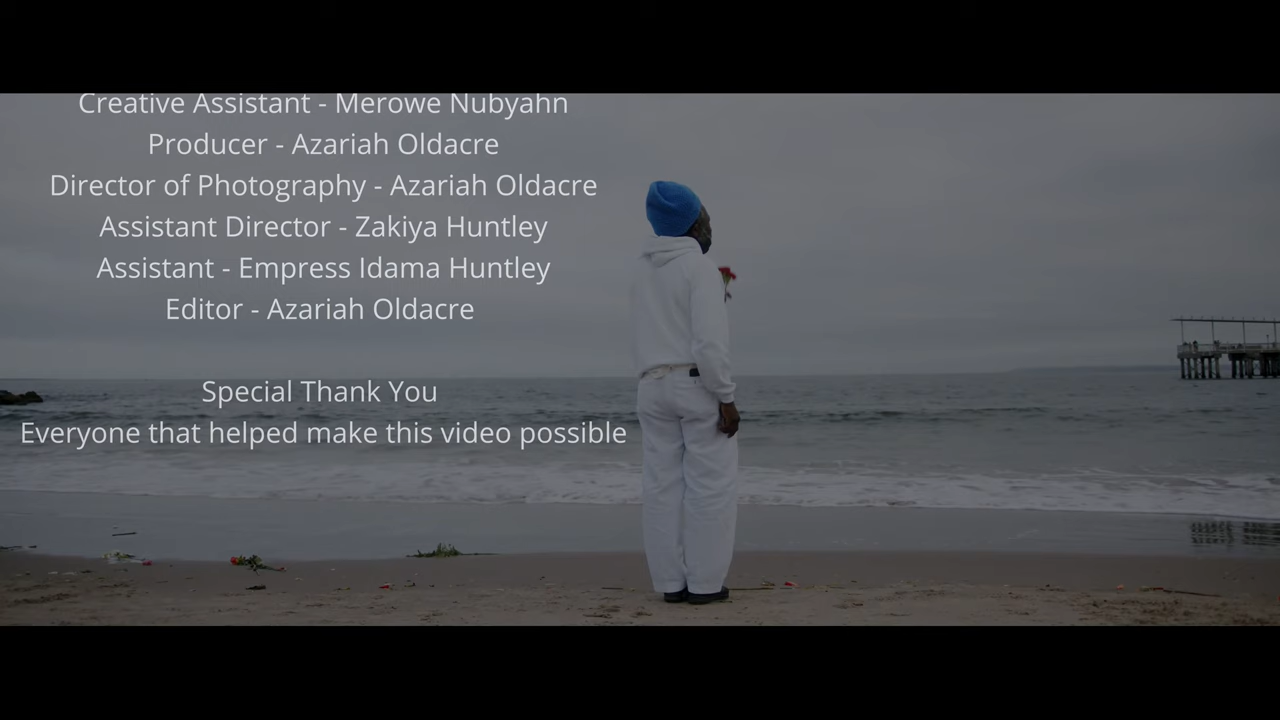 Creative Assistant - Merowe Nubyahn
Producer - Azariah Oldacre
Director of Photography - Azariah Oldacre
Assistant Director - Zakiya Huntley
Assistant - Empress Idama Huntley
Editor - Azariah Oldacre
Special Thank You
Everyone that helped make this video possible